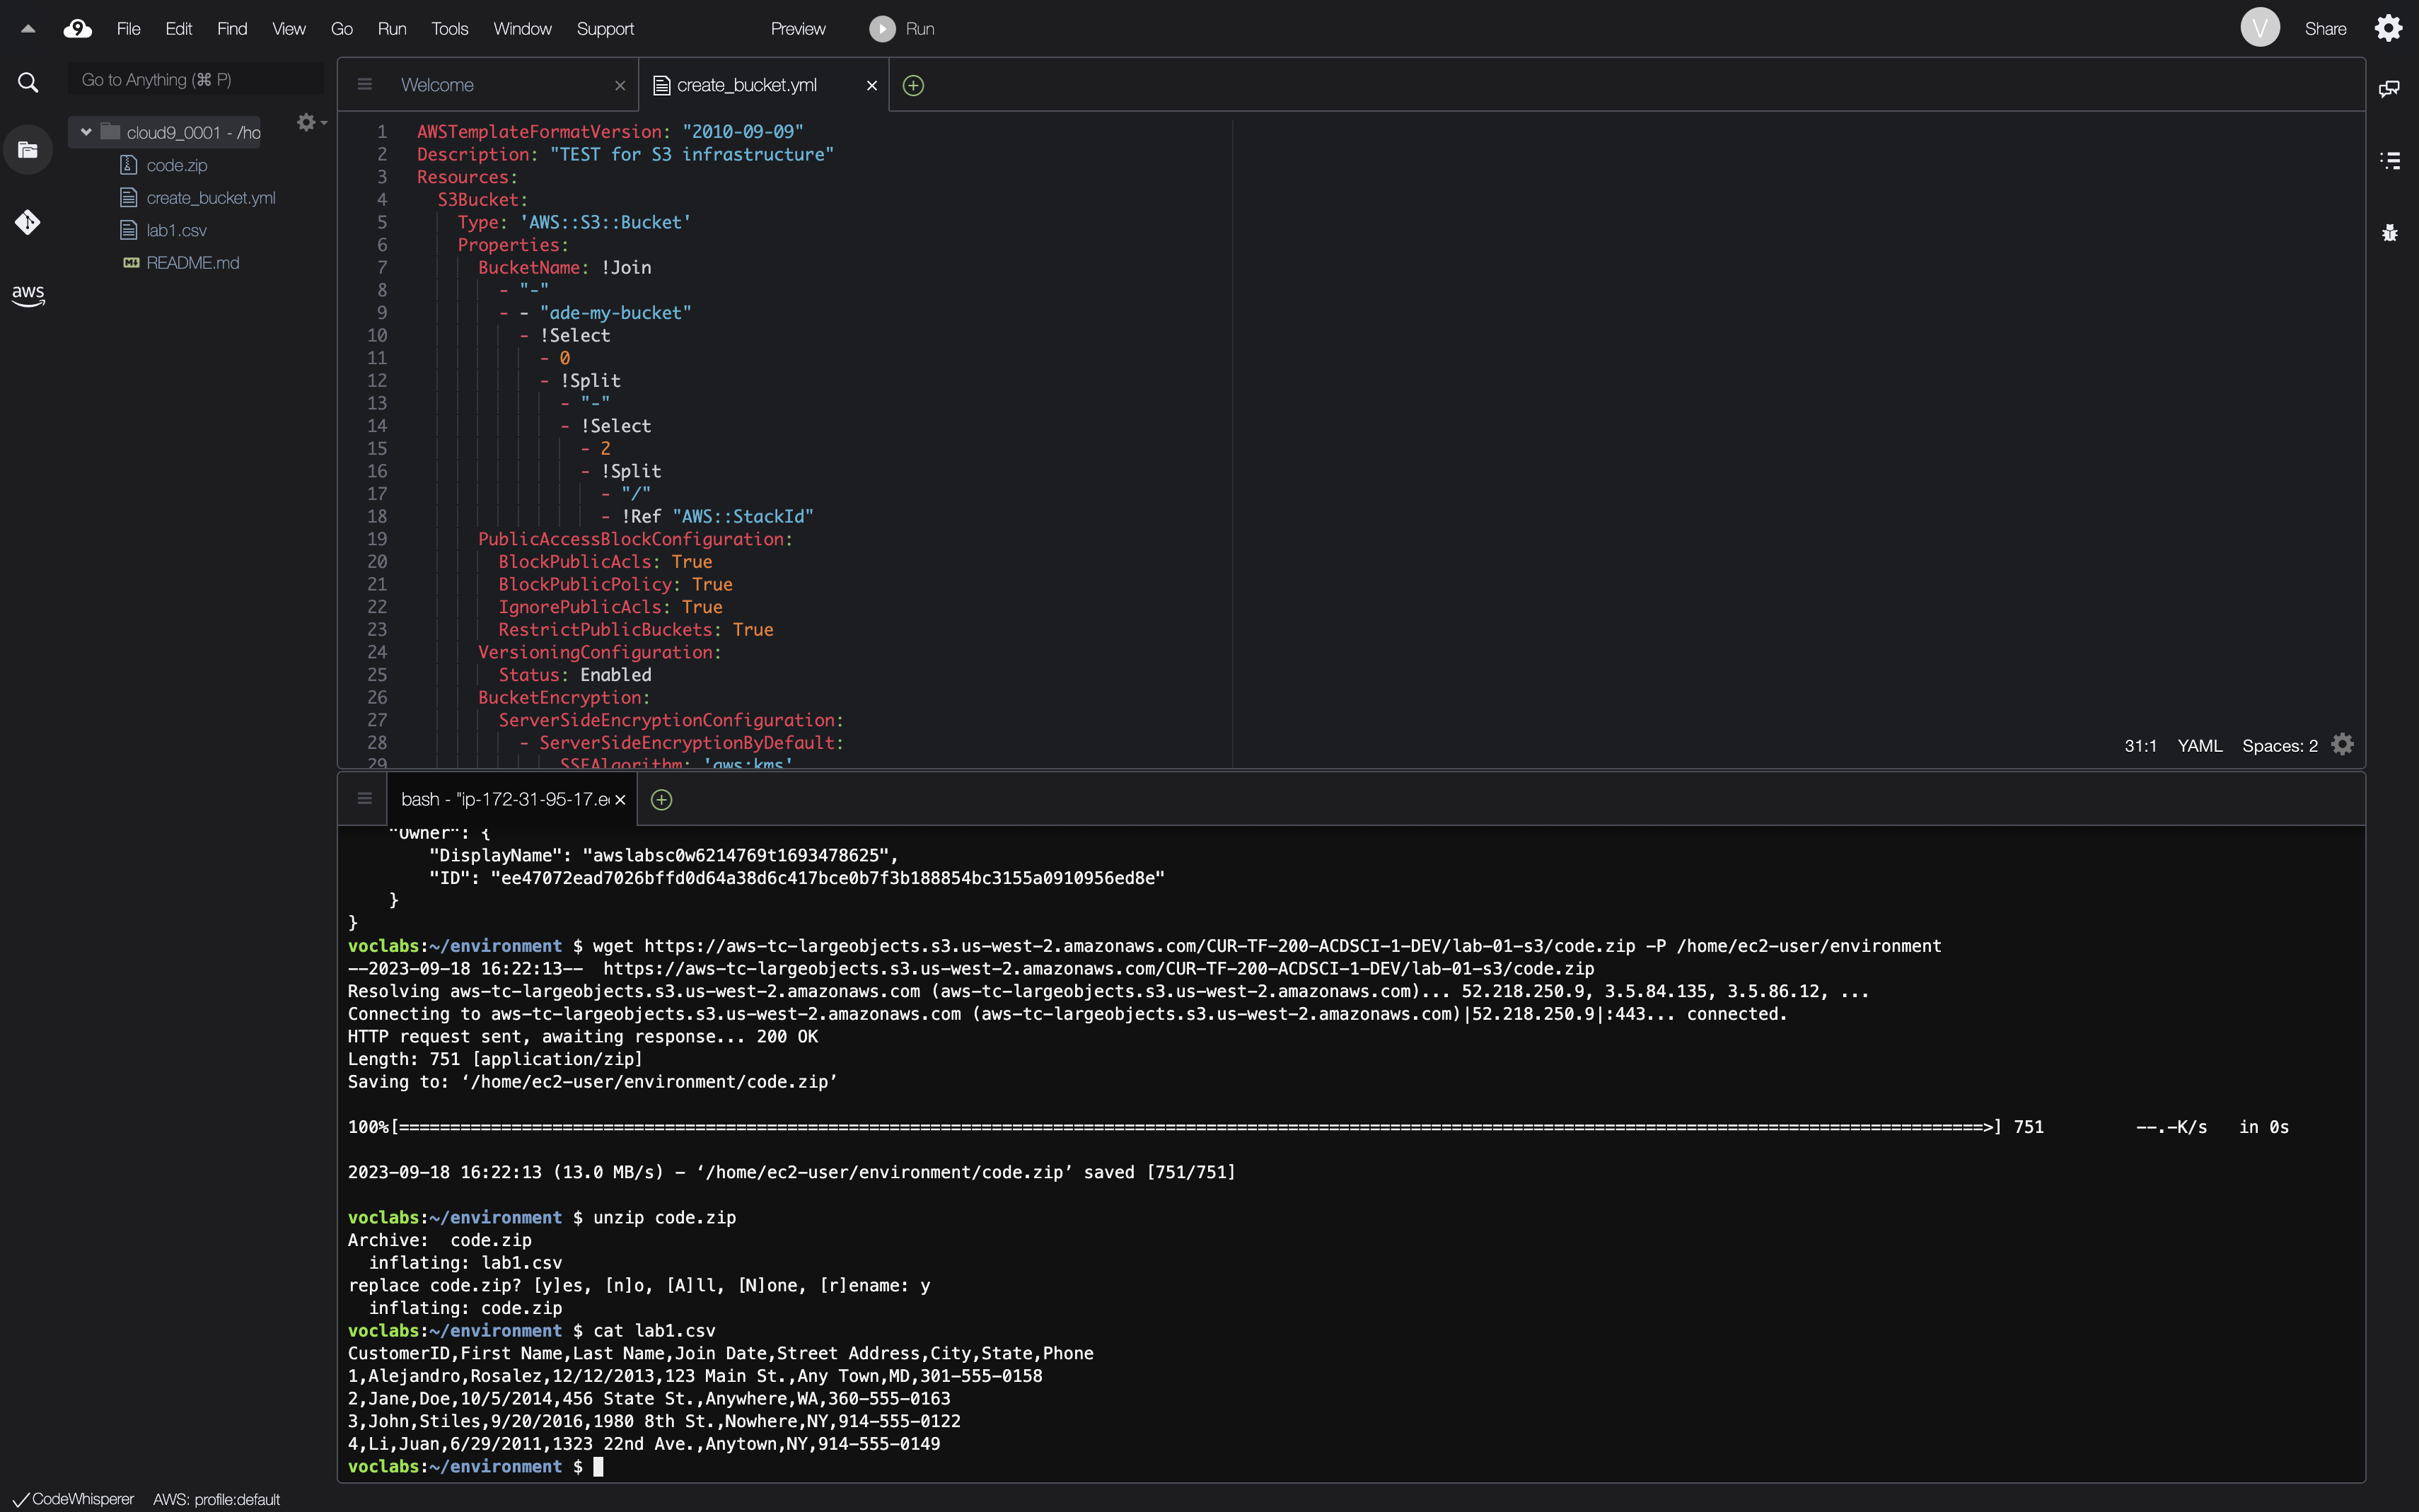 File Edit Find View Go Run Tools Window Support Preview Run V Share
Go to Anything (⌘ P)
cloud9_0001 - /ho
code.zip
create_bucket.yml
lab1.csv
README.md
aws
Welcome
create_bucket.yml
1 AWSTemplateFormatVersion: "2010-09-09"
2 Description: "TEST for S3 infrastructure"
3 Resources:
4 S3Bucket:
5 Type: 'AWS::S3::Bucket'
6 Properties:
7 BucketName: !Join
8 - "-"
9 - - "ade-my-bucket"
10 - !Select
11 - 0
12 - !Split
13 - "-"
14 - !Select
15 - 2
16 - !Split
17 - "/"
18 - !Ref "AWS::StackId"
19 PublicAccessBlockConfiguration:
20 BlockPublicAcls: True
21 BlockPublicPolicy: True
22 IgnorePublicAcls: True
23 RestrictPublicBuckets: True
24 VersioningConfiguration:
25 Status: Enabled
26 BucketEncryption:
27 ServerSideEncryptionConfiguration:
28 - ServerSideEncryptionByDefault:
29 SSEAlgorithm: 'aws:kms'
31:1 YAML Spaces: 2
bash - "ip-172-31-95-17.e
"Owner": {
"DisplayName": "awslabsc0w6214769t1693478625",
"ID": "ee47072ead7026bffd0d64a38d6c417bce0b7f3b188854bc3155a0910956ed8e"
}
}
voclabs:~/environment $ wget https://aws-tc-largeobjects.s3.us-west-2.amazonaws.com/CUR-TF-200-ACDSCI-1-DEV/lab-01-s3/code.zip -P /home/ec2-user/environment
--2023-09-18 16:22:13-- https://aws-tc-largeobjects.s3.us-west-2.amazonaws.com/CUR-TF-200-ACDSCI-1-DEV/lab-01-s3/code.zip
Resolving aws-tc-largeobjects.s3.us-west-2.amazonaws.com (aws-tc-largeobjects.s3.us-west-2.amazonaws.com)... 52.218.250.9, 3.5.84.135, 3.5.86.12, ...
Connecting to aws-tc-largeobjects.s3.us-west-2.amazonaws.com (aws-tc-largeobjects.s3.us-west-2.amazonaws.com)|52.218.250.9|:443... connected.
HTTP request sent, awaiting response... 200 OK
Length: 751 [application/zip]
Saving to: ‘/home/ec2-user/environment/code.zip’
100%[======================================================================>] 751 --.-K/s in 0s
2023-09-18 16:22:13 (13.0 MB/s) - ‘/home/ec2-user/environment/code.zip’ saved [751/751]
voclabs:~/environment $ unzip code.zip
Archive: code.zip
inflating: lab1.csv
replace code.zip? [y]es, [n]o, [A]ll, [N]one, [r]ename: y
inflating: code.zip
voclabs:~/environment $ cat lab1.csv
CustomerID,First Name,Last Name,Join Date,Street Address,City,State,Phone
1,Alejandro,Rosalez,12/12/2013,123 Main St.,Any Town,MD,301-555-0158
2,Jane,Doe,10/5/2014,456 State St.,Anywhere,WA,360-555-0163
3,John,Stiles,9/20/2016,1980 8th St.,Nowhere,NY,914-555-0122
4,Li,Juan,6/29/2011,1323 22nd Ave.,Anytown,NY,914-555-0149
voclabs:~/environment $
CodeWhisperer AWS: profile:default